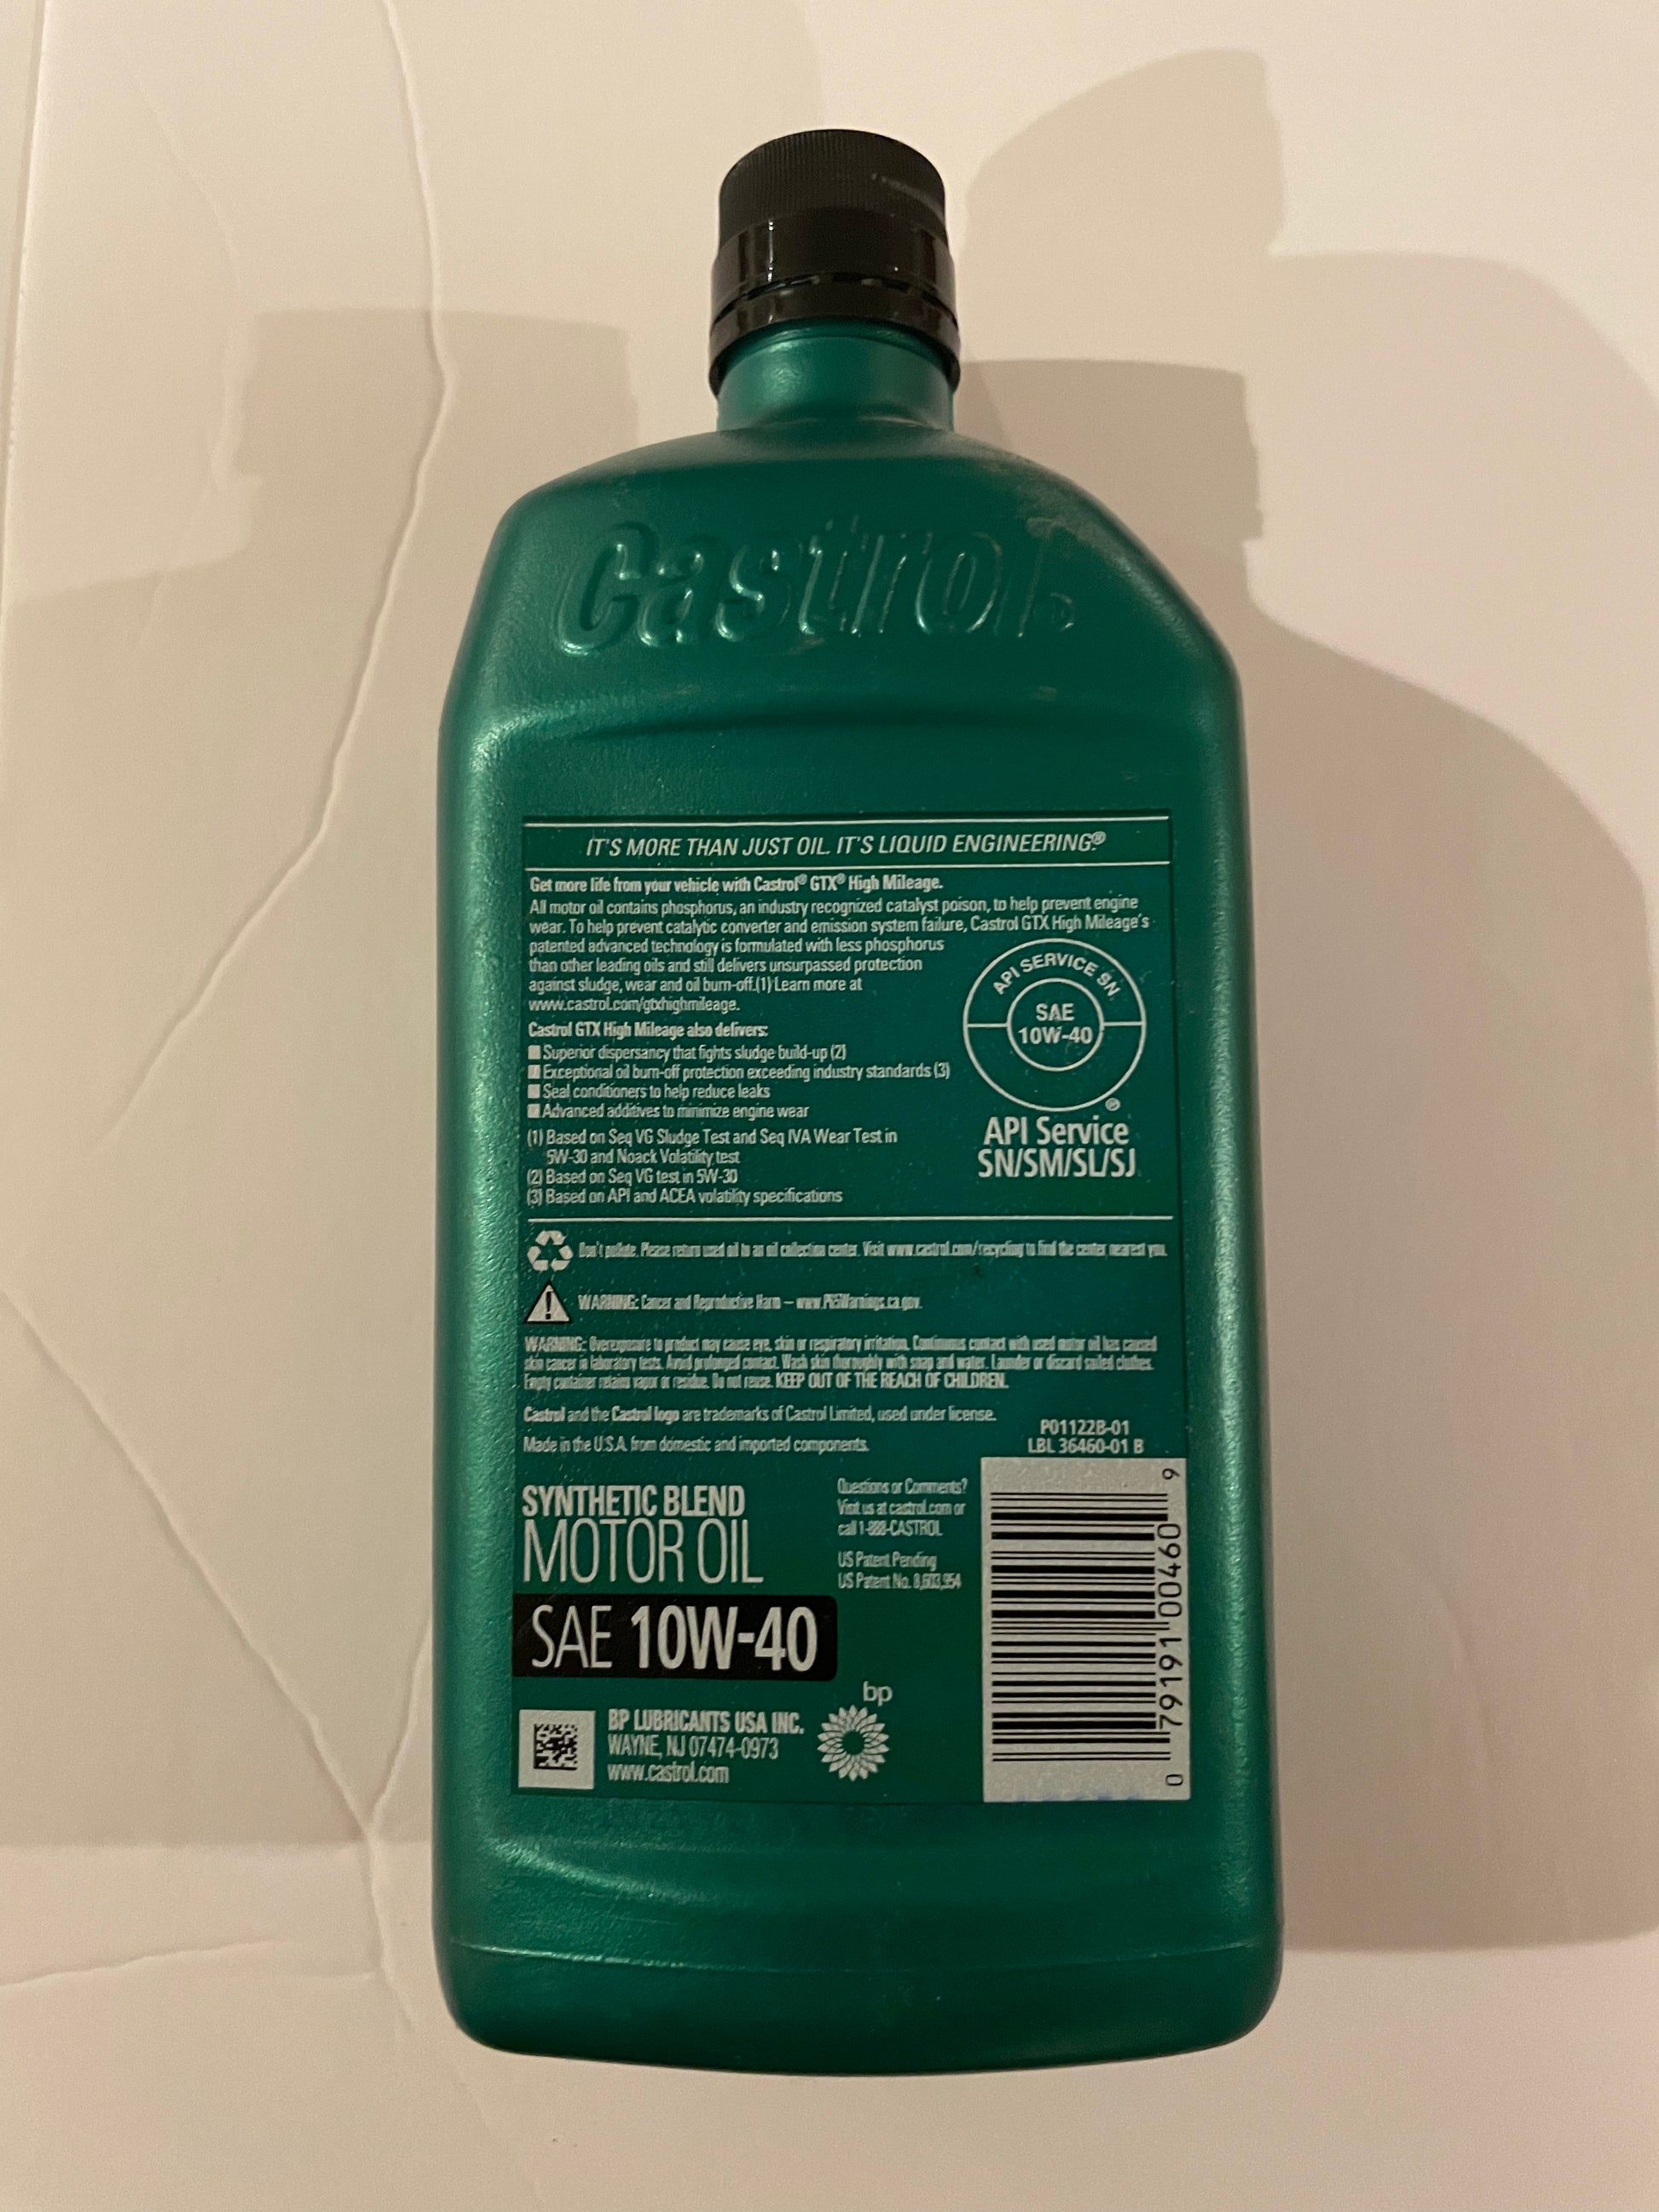 Castrol
IT'S MORE THAN JUST OIL. IT'S LIQUID ENGINEERING.®
Get more life from your vehicle with Castrol® GTX® High Mileage.
All motor oil contains phosphorus, an industry recognized catalyst poison, to help prevent engine
wear. To help prevent catalytic converter and emission system failure, Castrol GTX High Mileage's
patented advanced technology is formulated with less phosphorus
than other leading oils and still delivers unsurpassed protection
against sludge, wear and oil burn-off.(1) Learn more at
www.castrol.com/gtxhighmileage.
Castrol GTX High Mileage also delivers:
■ Superior dispersancy that fights sludge build-up (2)
■ Exceptional oil burn-off protection exceeding industry standards (3)
■ Seal conditioners to help reduce leaks
■ Advanced additives to minimize engine wear
(1) Based on Seq VG Sludge Test and Seq IVA Wear Test in
5W-30 and Noack Volatility test
(2) Based on Seq VG test in 5W-30
(3) Based on API and ACEA volatility specifications
API SERVICE SN
SAE
10W-40
®
API Service
SN/SM/SL/SJ
Don't pollute. Please return used oil to an oil collection center. Visit www.castrol.com/recycling to find the center nearest you.
WARNING: Cancer and Reproductive Harm – www.P65Warnings.ca.gov.
WARNING: Overexposure to product may cause eye, skin or respiratory irritation. Continuous contact with used motor oil has caused
skin cancer in laboratory tests. Avoid prolonged contact. Wash skin thoroughly with soap and water. Launder or discard soiled clothes.
Empty container retains vapor or residue. Do not reuse. KEEP OUT OF THE REACH OF CHILDREN.
Castrol and the Castrol logo are trademarks of Castrol Limited, used under license.
Made in the U.S.A. from domestic and imported components.
P01122B-01
LBL 36460-01 B
SYNTHETIC BLEND
MOTOR OIL
SAE 10W-40
Questions or Comments?
Visit us at castrol.com or
call 1-888-CASTROL
US Patent Pending
US Patent No. 8,603,954
BP LUBRICANTS USA INC.
WAYNE, NJ 07474-0973
www.castrol.com
bp
0 79191 00460 9